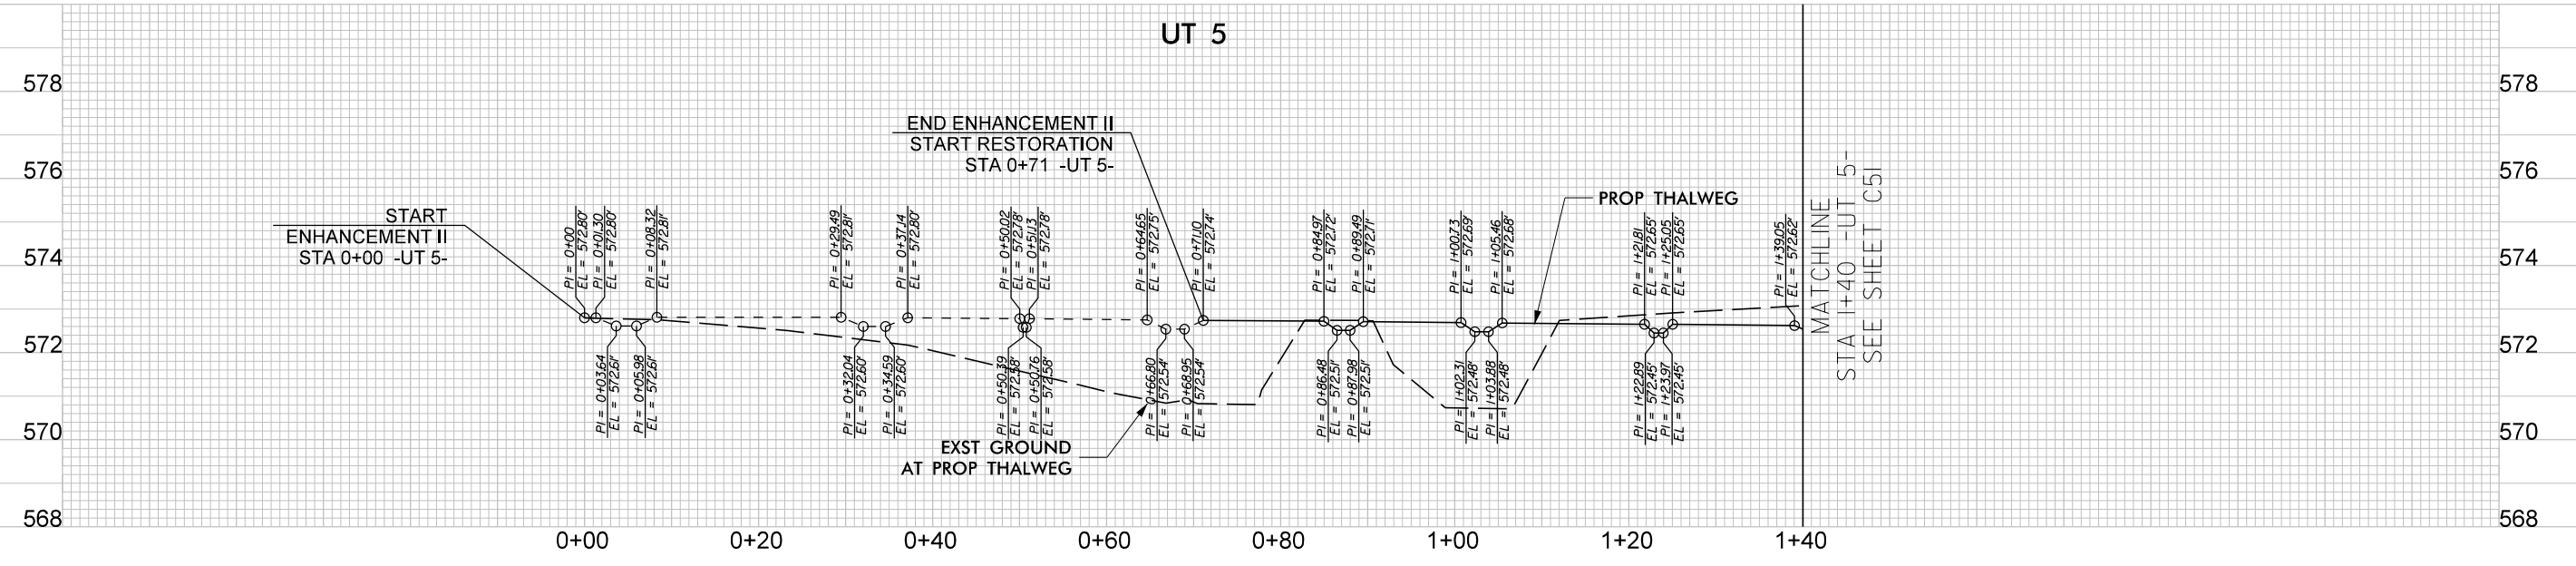 UT 5
578
578
576
576
574
574
572
572
570
570
568
568
START
ENHANCEMENT II
STA 0+00 -UT 5-
END ENHANCEMENT II
START RESTORATION
STA 0+71 -UT 5-
PROP THALWEG
EXST GROUND
AT PROP THALWEG
PI = 0+00
EL = 572.80'
PI = 0+01.30
EL = 572.80'
PI = 0+08.32
EL = 572.81'
PI = 0+29.49
EL = 572.81'
PI = 0+37.14
EL = 572.80'
PI = 0+50.02
EL = 572.78'
PI = 0+51.13
EL = 572.78'
PI = 0+64.65
EL = 572.75'
PI = 0+71.10
EL = 572.74'
PI = 0+84.97
EL = 572.72'
PI = 0+89.49
EL = 572.71'
PI = 1+00.73
EL = 572.69'
PI = 1+05.46
EL = 572.68'
PI = 1+21.81
EL = 572.65'
PI = 1+25.05
EL = 572.65'
PI = 1+39.05
EL = 572.62'
PI = 0+03.64
EL = 572.61'
PI = 0+05.98
EL = 572.61'
PI = 0+32.04
EL = 572.60'
PI = 0+34.59
EL = 572.60'
PI = 0+50.39
EL = 572.58'
PI = 0+50.76
EL = 572.58'
PI = 0+66.80
EL = 572.54'
PI = 0+68.95
EL = 572.54'
PI = 0+86.48
EL = 572.51'
PI = 0+87.98
EL = 572.51'
PI = 1+02.31
EL = 572.48'
PI = 1+03.88
EL = 572.48'
PI = 1+22.89
EL = 572.45'
PI = 1+23.97
EL = 572.45'
MATCHLINE
STA 1+40 -UT 5-
SEE SHEET C51
0+00
0+20
0+40
0+60
0+80
1+00
1+20
1+40